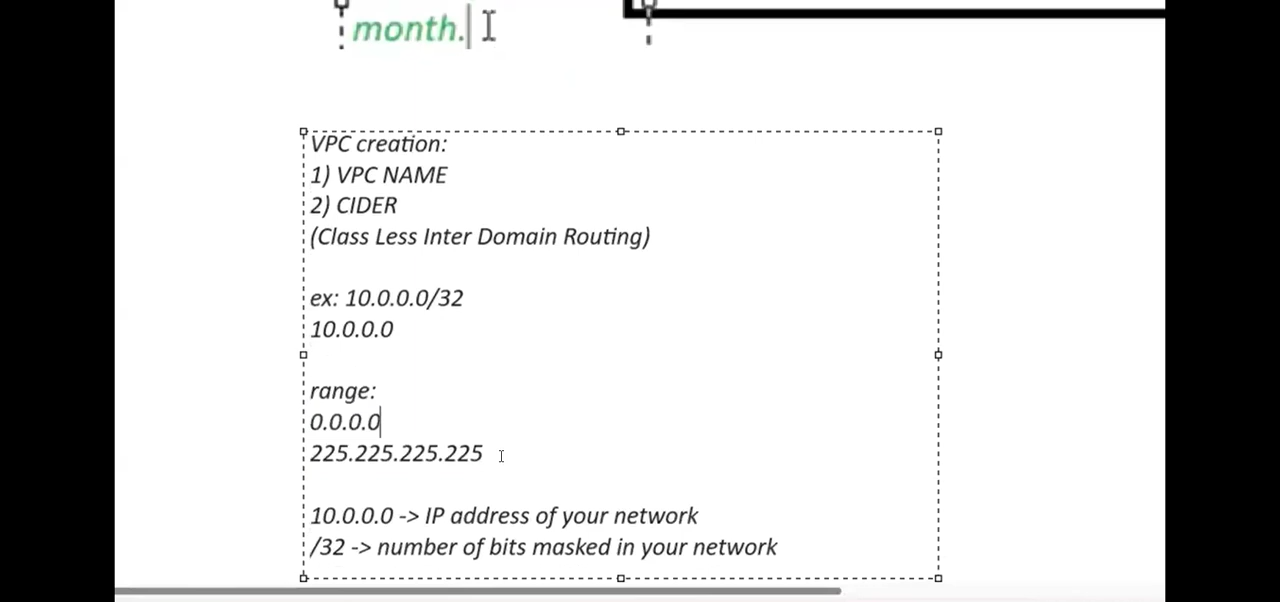 month.
VPC creation:
1) VPC NAME
2) CIDER
(Class Less Inter Domain Routing)
ex: 10.0.0.0/32
10.0.0.0
range:
0.0.0.0
225.225.225.225
10.0.0.0 -> IP address of your network
/32 -> number of bits masked in your network